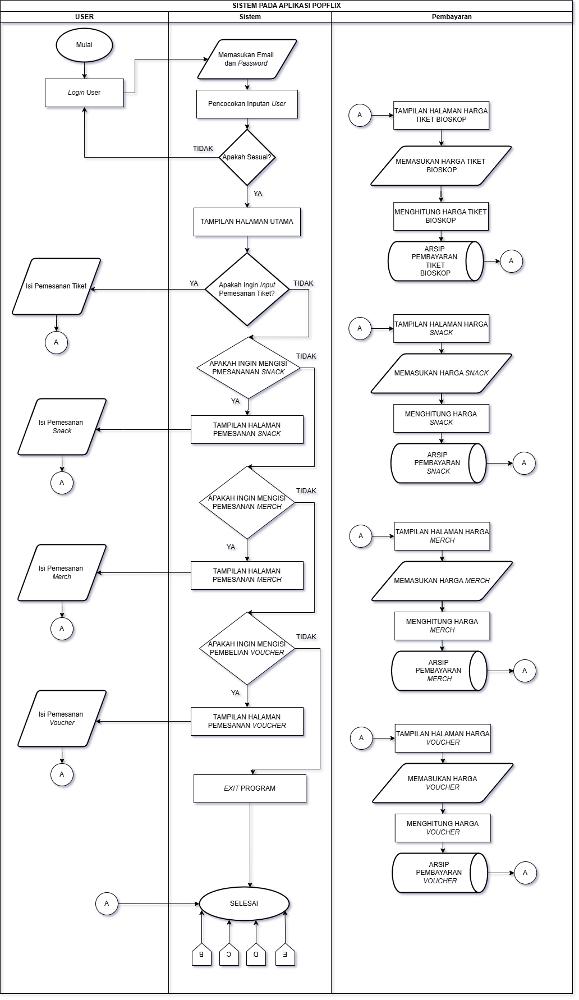 SISTEM PADA APLIKASI POPFLIX
USER
Sistem
Pembayaran
Mulai
Login User
Memasukan Email
dan Password
Pencocokan Inputan User
Apakah Sesuai?
TIDAK
YA
TAMPILAN HALAMAN UTAMA
Apakah Ingin Input
Pemesanan Tiket?
YA
TIDAK
Isi Pemesanan Tiket
A
APAKAH INGIN MENGISI
PMESANANAN SNACK
TIDAK
YA
TAMPILAN HALAMAN
PEMESANAN SNACK
Isi Pemesanan
Snack
A
APAKAH INGIN MENGISI
PEMESANAN MERCH
TIDAK
YA
TAMPILAN HALAMAN
PEMESANAN MERCH
Isi Pemesanan
Merch
A
APAKAH INGIN MENGISI
PEMBELIAN VOUCHER
TIDAK
YA
TAMPILAN HALAMAN
PEMESANAN VOUCHER
Isi Pemesanan
Voucher
A
EXIT PROGRAM
A
SELESAI
B
C
D
E
A
TAMPILAN HALAMAN HARGA
TIKET BIOSKOP
MEMASUKAN HARGA TIKET
BIOSKOP
MENGHITUNG HARGA TIKET
BIOSKOP
ARSIP
PEMBAYARAN
TIKET
BIOSKOP
A
A
TAMPILAN HALAMAN HARGA
SNACK
MEMASUKAN HARGA SNACK
MENGHITUNG HARGA
SNACK
ARSIP
PEMBAYARAN
SNACK
A
A
TAMPILAN HALAMAN HARGA
MERCH
MEMASUKAN HARGA MERCH
MENGHITUNG HARGA
MERCH
ARSIP
PEMBAYARAN
MERCH
A
A
TAMPILAN HALAMAN HARGA
VOUCHER
MEMASUKAN HARGA
VOUCHER
MENGHITUNG HARGA
VOUCHER
ARSIP
PEMBAYARAN
VOUCHER
A